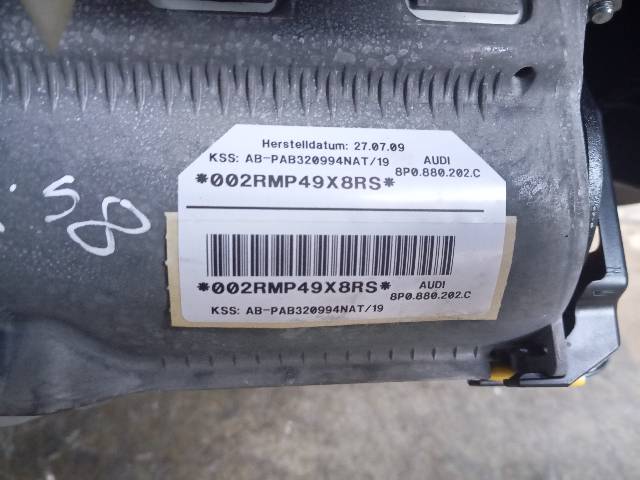 Herstelldatum: 27.07.09
KSS: AB-PAB320994NAT/19 AUDI
8P0.880.202.C
*002RMP49X8RS*
*002RMP49X8RS* AUDI
8P0.880.202.C
KSS: AB-PAB320994NAT/19
58